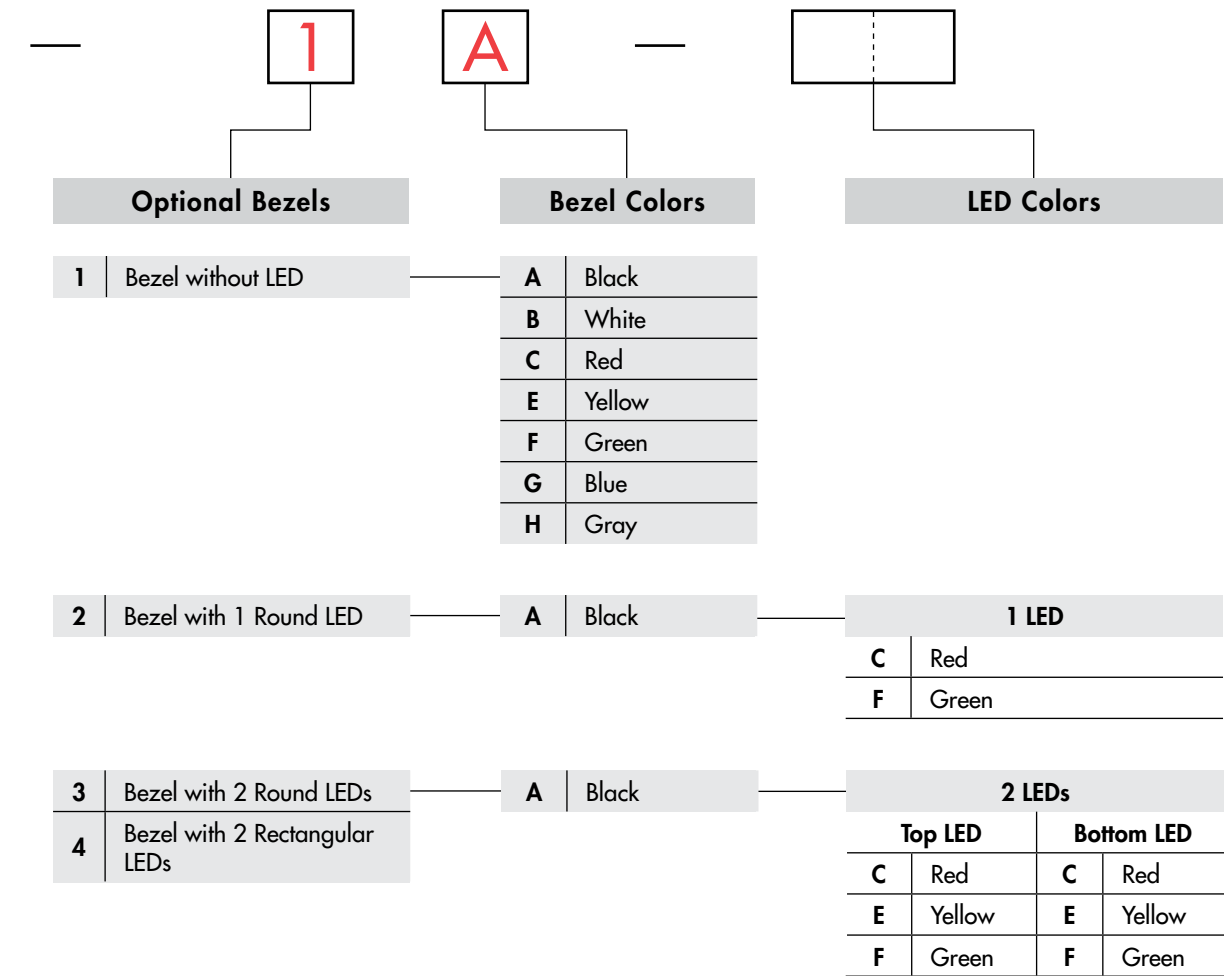 — 1 A —
Optional Bezels Bezel Colors LED Colors
1 Bezel without LED A Black
B White
C Red
E Yellow
F Green
G Blue
H Gray
2 Bezel with 1 Round LED A Black 1 LED
C Red
F Green
3 Bezel with 2 Round LEDs A Black 2 LEDs
4 Bezel with 2 Rectangular
LEDs
Top LED Bottom LED
C Red C Red
E Yellow E Yellow
F Green F Green